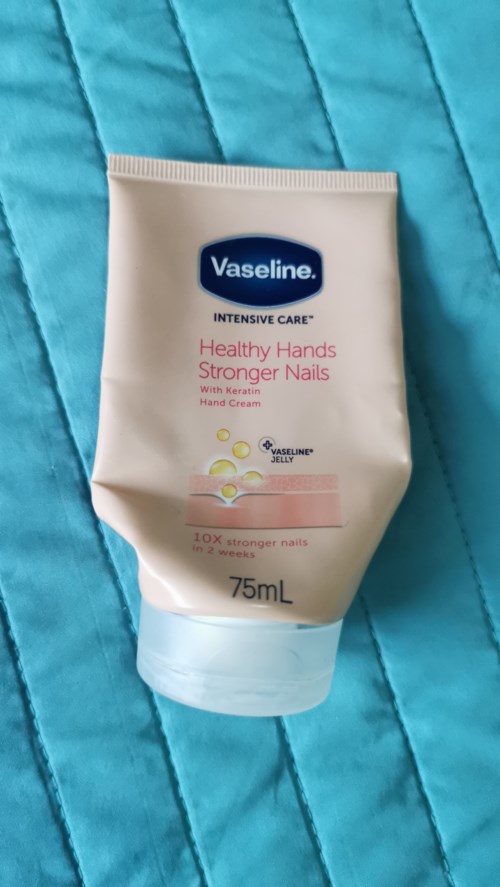 Vaseline.
INTENSIVE CARE™
Healthy Hands
Stronger Nails
With Keratin
Hand Cream
VASELINE®
JELLY
10X stronger nails
in 2 weeks
75mL